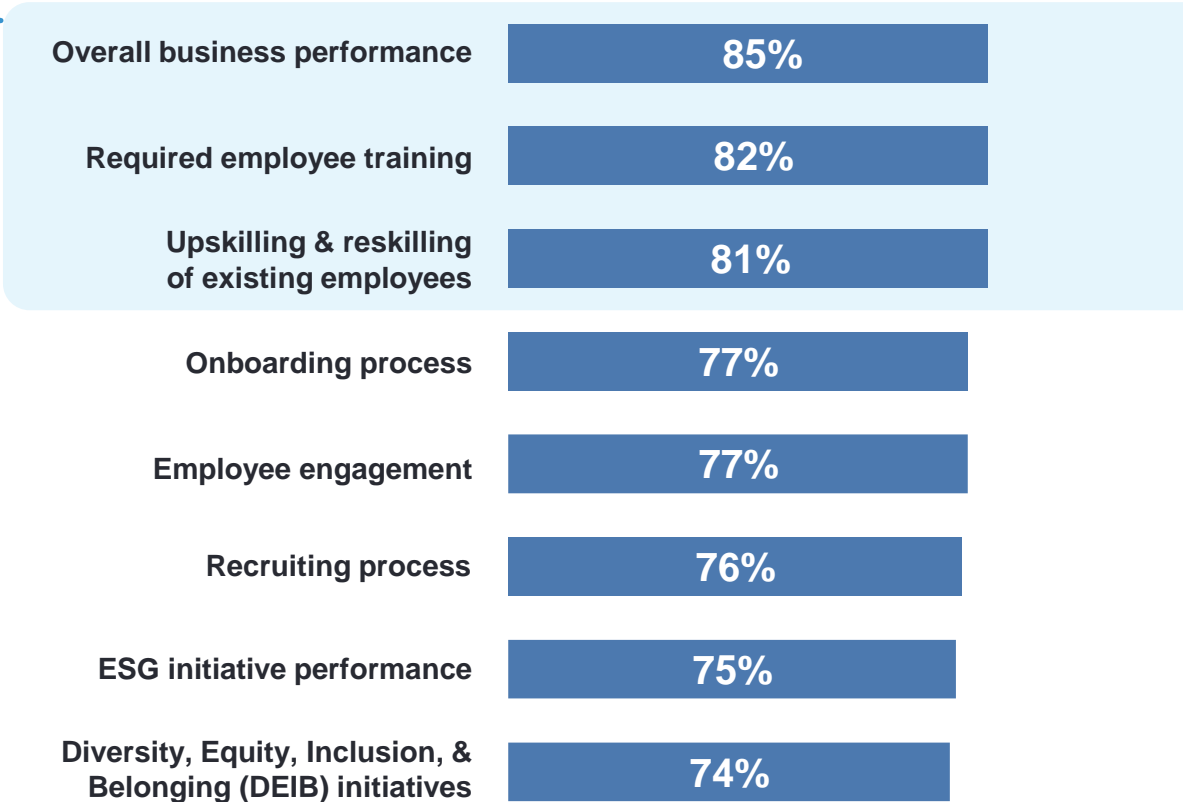 Overall business performance 85%
Required employee training 82%
Upskilling & reskilling
of existing employees 81%
Onboarding process 77%
Employee engagement 77%
Recruiting process 76%
ESG initiative performance 75%
Diversity, Equity, Inclusion, &
Belonging (DEIB) initiatives 74%